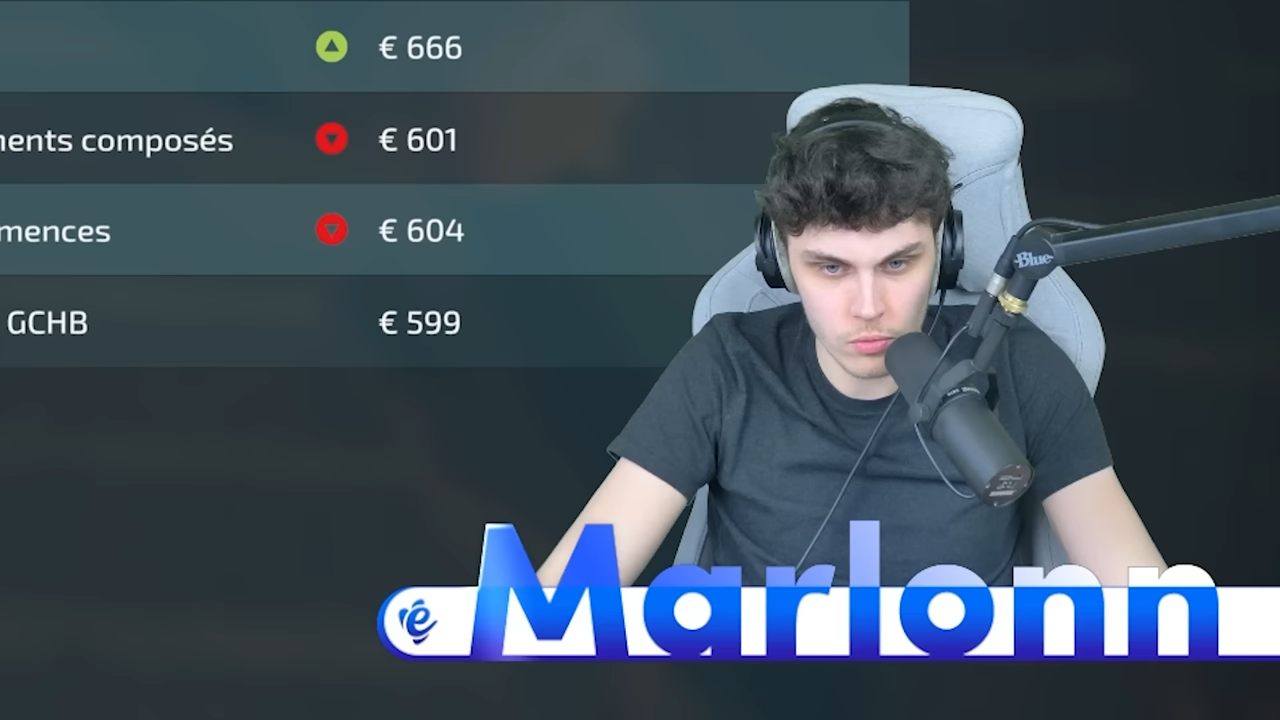 € 666
ments composés
€ 601
mences
€ 604
GCHB
€ 599
Blue
Marlonn